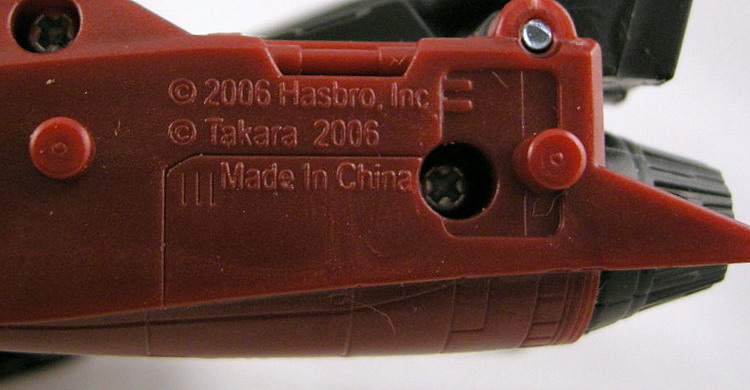 © 2006 Hasbro, Inc
© Takara 2006
Made In China